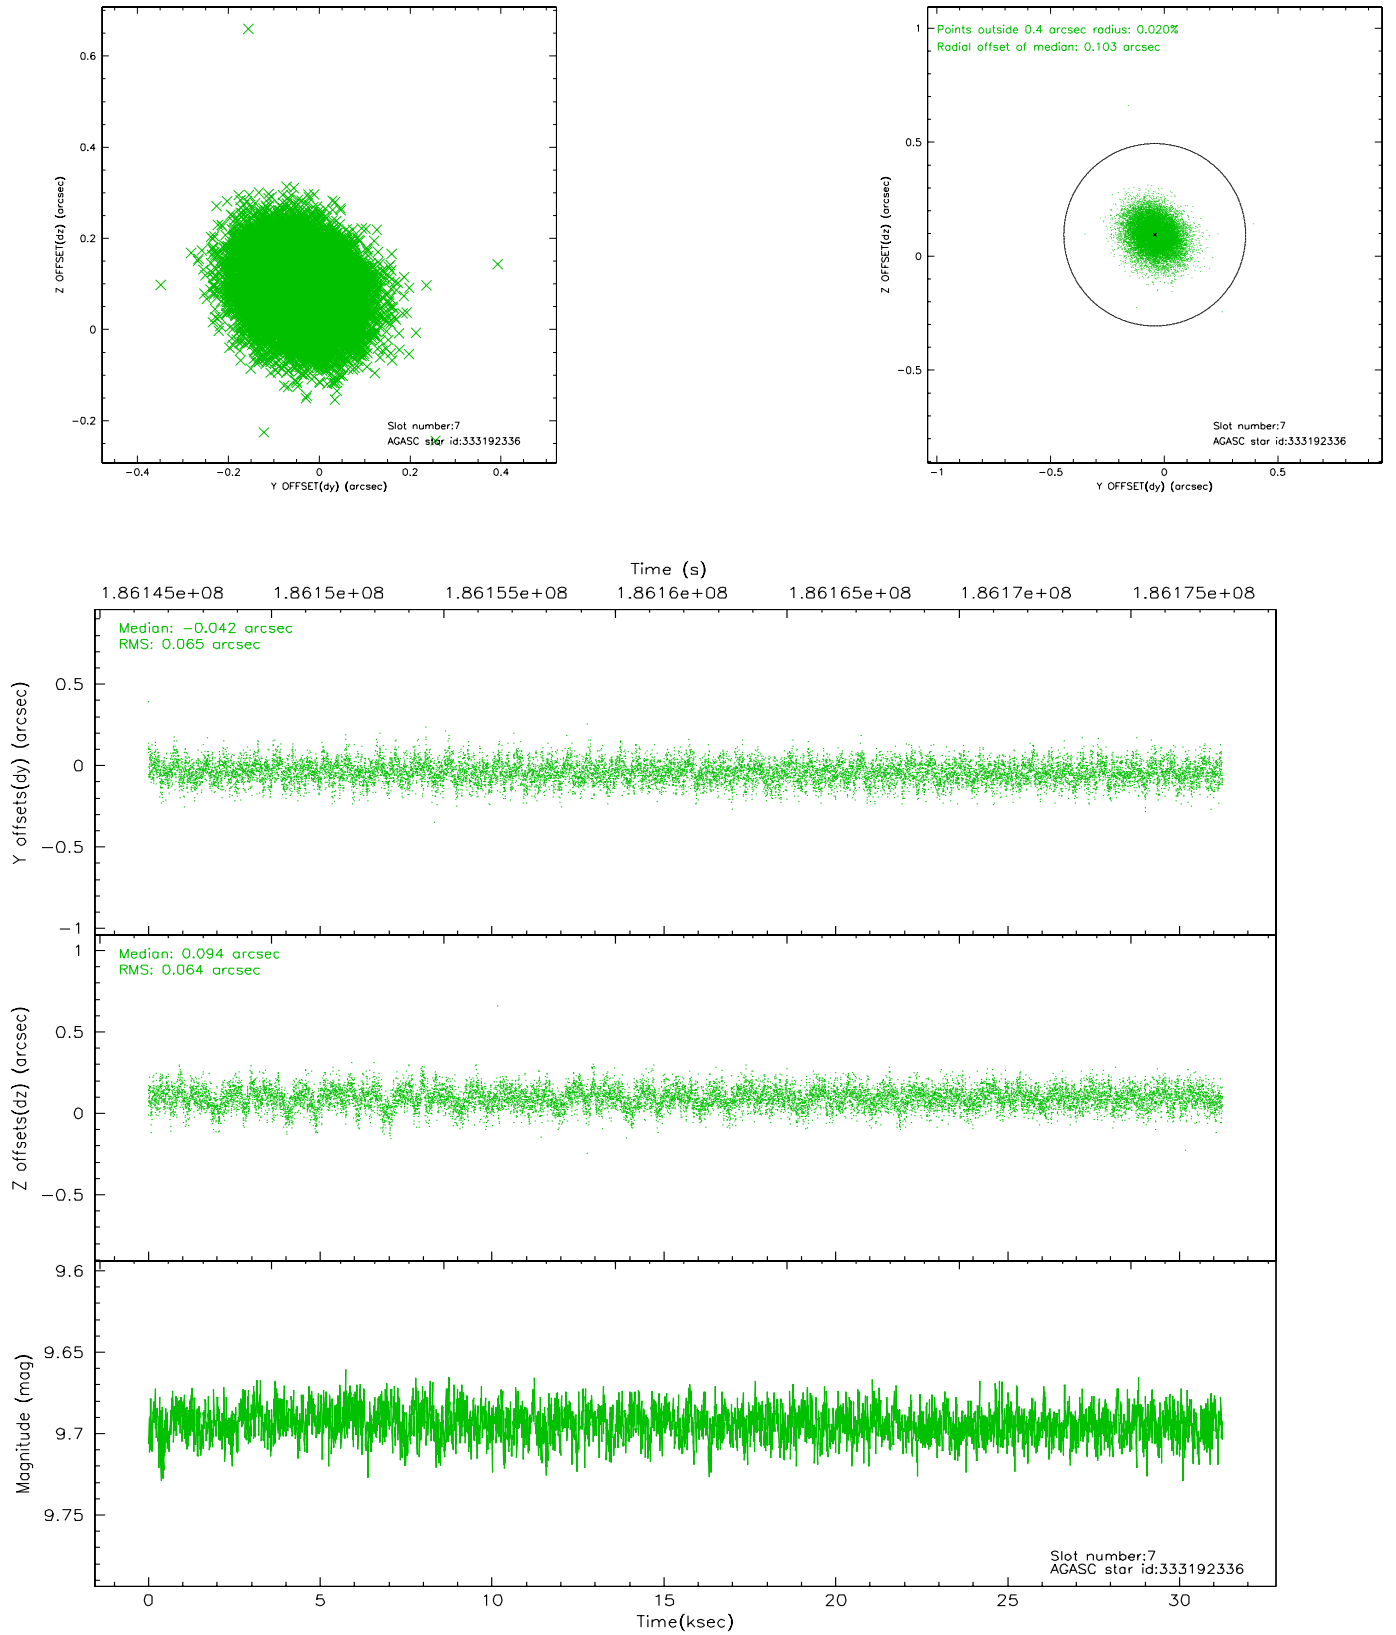 0.6
0.4
0.2
0
−0.2
Z OFFSET(dz) (arcsec)
Slot number:7
AGASC star id:333192336
−0.4 −0.2 0 0.2 0.4
Y OFFSET(dy) (arcsec)
Points outside 0.4 arcsec radius: 0.020%
Radial offset of median: 0.103 arcsec
1
0.5
0
−0.5
Z OFFSET(dz) (arcsec)
Slot number:7
AGASC star id:333192336
−1 −0.5 0 0.5
Y OFFSET(dy) (arcsec)
Time (s)
1.86145e+08 1.8615e+08 1.86155e+08 1.8616e+08 1.86165e+08 1.8617e+08 1.86175e+08
Median: −0.042 arcsec
RMS: 0.065 arcsec
0.5
0
−0.5
−1
Y offsets(dy) (arcsec)
Median: 0.094 arcsec
RMS: 0.064 arcsec
1
0.5
0
−0.5
Z offsets(dz) (arcsec)
9.6
9.65
9.7
9.75
Magnitude (mag)
Slot number:7
AGASC star id:333192336
0 5 10 15 20 25 30
Time(ksec)